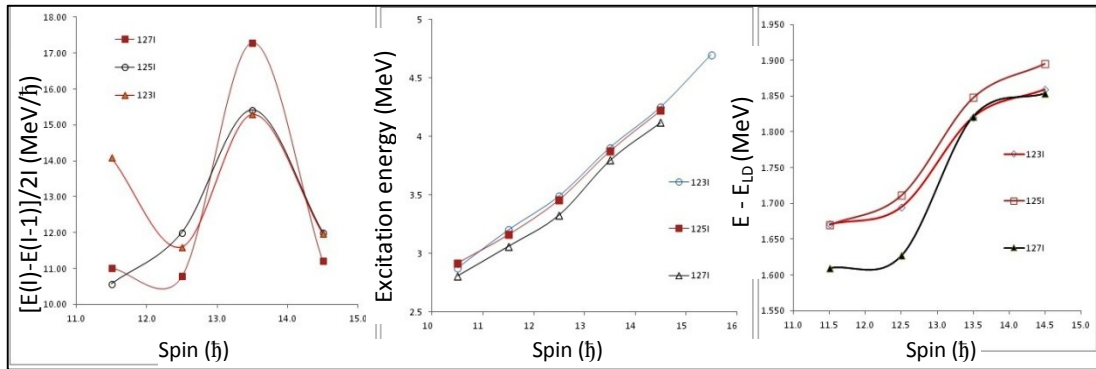 [E(I)-E(I-1)]/2I (MeV/ħ)
18.00
17.00
16.00
15.00
14.00
13.00
12.00
11.00
10.00
127I
125I
123I
11.0 12.0 13.0 14.0 15.0
Spin (ħ)
Excitation energy (MeV)
5
4.5
4
3.5
3
2.5
123I
125I
127I
10 11 12 13 14 15 16
Spin (ħ)
E - E_LD (MeV)
1.950
1.900
1.850
1.800
1.750
1.700
1.650
1.600
1.550
123I
125I
127I
11.0 11.5 12.0 12.5 13.0 13.5 14.0 14.5 15.0
Spin (ħ)